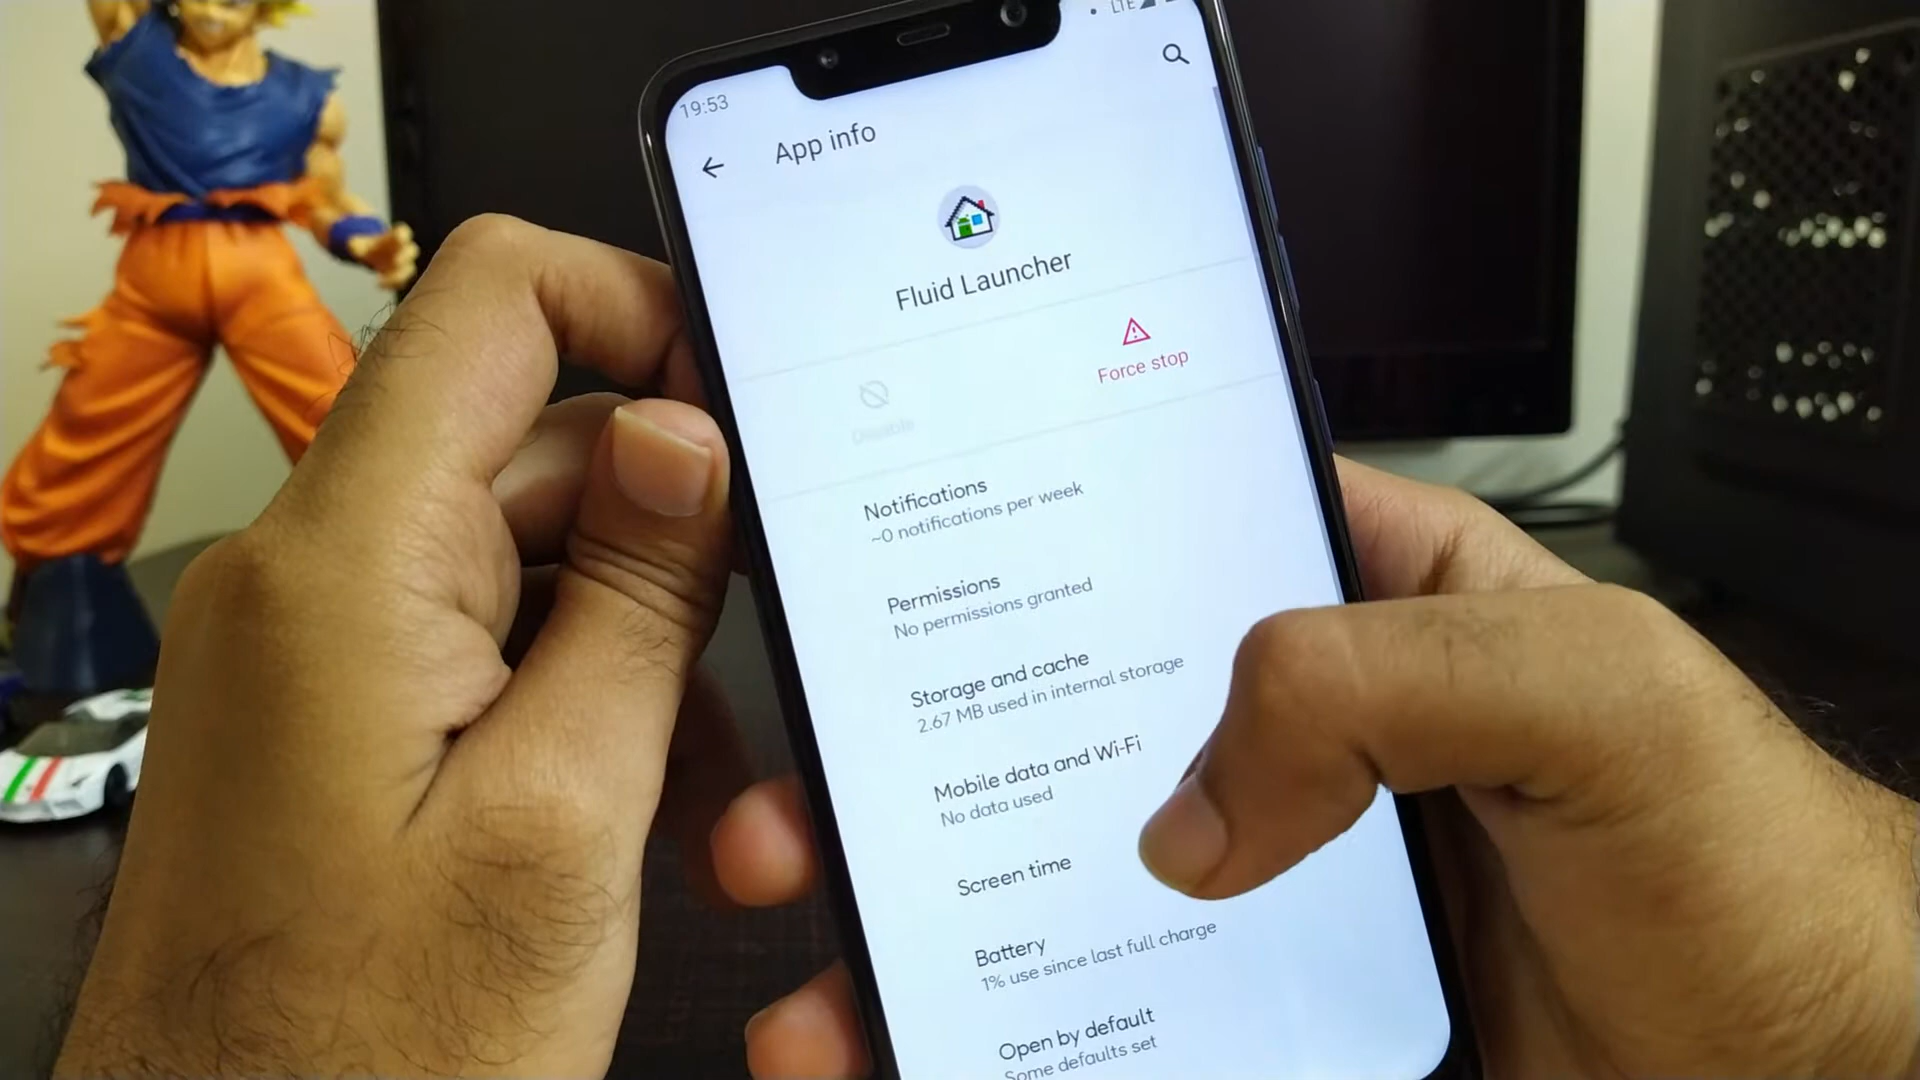 19:53
LTE
App info
Fluid Launcher
Disable
Force stop
Notifications
~0 notifications per week
Permissions
No permissions granted
Storage and cache
2.67 MB used in internal storage
Mobile data and Wi-Fi
No data used
Screen time
Battery
1% use since last full charge
Open by default
Some defaults set